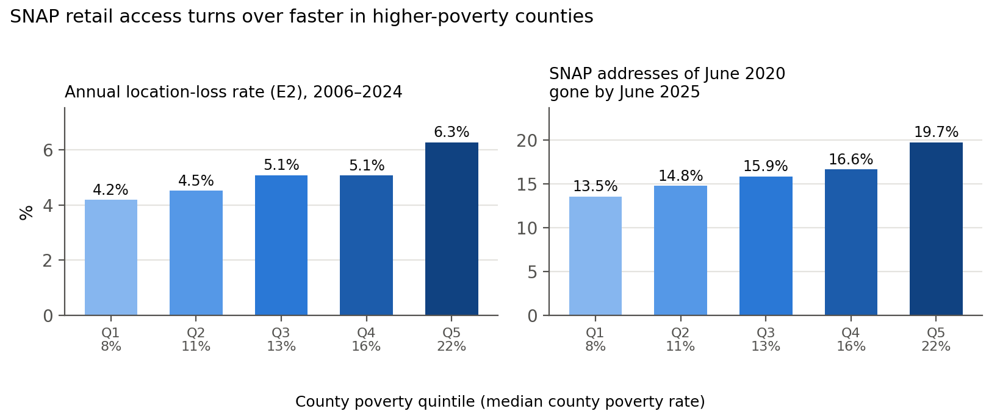 SNAP retail access turns over faster in higher-poverty counties
Annual location-loss rate (E2), 2006–2024
%
6
4
2
0
4.2%
4.5%
5.1%
5.1%
6.3%
Q1
8%
Q2
11%
Q3
13%
Q4
16%
Q5
22%
SNAP addresses of June 2020
gone by June 2025
20
15
10
5
0
13.5%
14.8%
15.9%
16.6%
19.7%
Q1
8%
Q2
11%
Q3
13%
Q4
16%
Q5
22%
County poverty quintile (median county poverty rate)